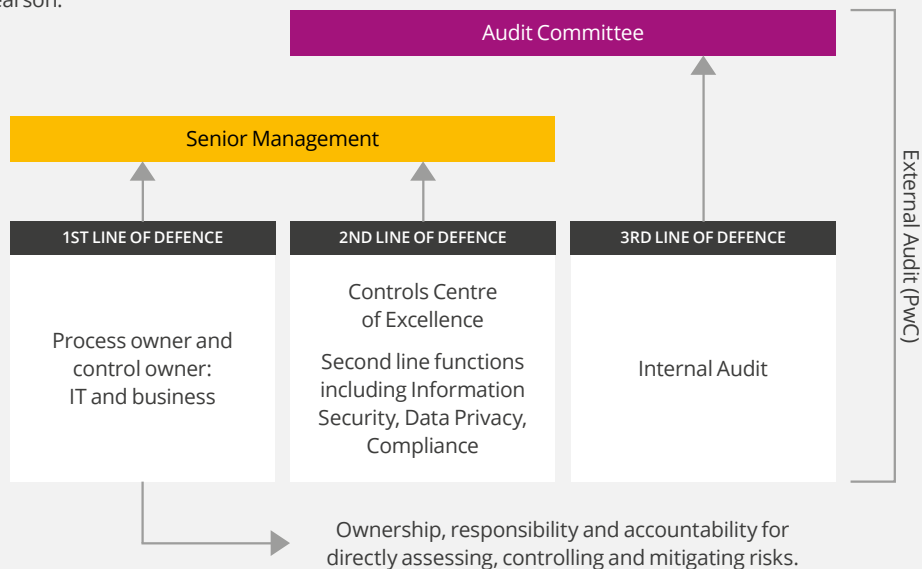 Audit Committee
Senior Management
1ST LINE OF DEFENCE
Process owner and
control owner:
IT and business
2ND LINE OF DEFENCE
Controls Centre
of Excellence
Second line functions
including Information
Security, Data Privacy,
Compliance
3RD LINE OF DEFENCE
Internal Audit
External Audit (PwC)
Ownership, responsibility and accountability for
directly assessing, controlling and mitigating risks.